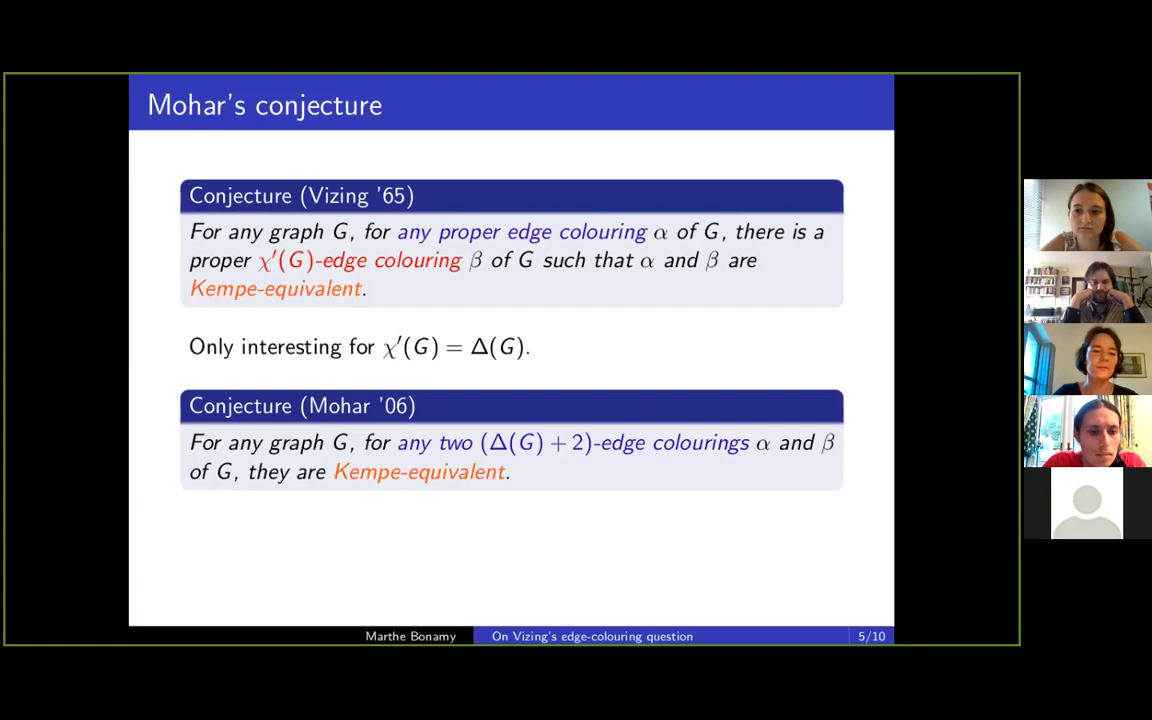 Mohar's conjecture
Conjecture (Vizing '65)
For any graph G, for any proper edge colouring α of G, there is a
proper χ′(G)-edge colouring β of G such that α and β are
Kempe-equivalent.
Only interesting for χ′(G) = Δ(G).
Conjecture (Mohar '06)
For any graph G, for any two (Δ(G) + 2)-edge colourings α and β
of G, they are Kempe-equivalent.
Marthe Bonamy On Vizing's edge-colouring question 5/10